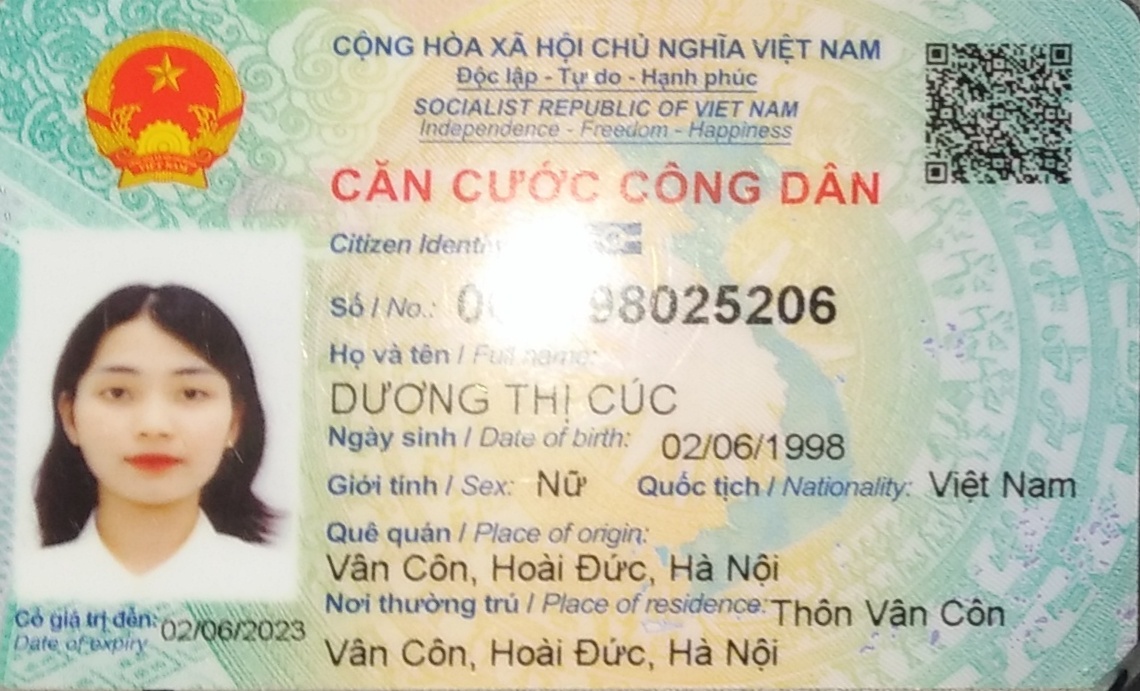 CỘNG HÒA XÃ HỘI CHỦ NGHĨA VIỆT NAM
Độc lập - Tự do - Hạnh phúc
SOCIALIST REPUBLIC OF VIET NAM
Independence - Freedom - Happiness
CĂN CƯỚC CÔNG DÂN
Citizen
Số / No.: 98025206
Họ và tên / Full name:
DƯƠNG THỊ CÚC
Ngày sinh / Date of birth: 02/06/1998
Giới tính / Sex: Nữ Quốc tịch / Nationality: Việt Nam
Quê quán / Place of origin:
Vân Côn, Hoài Đức, Hà Nội
Nơi thường trú / Place of residence: Thôn Vân Côn
Vân Côn, Hoài Đức, Hà Nội
Có giá trị đến: 02/06/2023
Date of expiry
VIỆT NAM